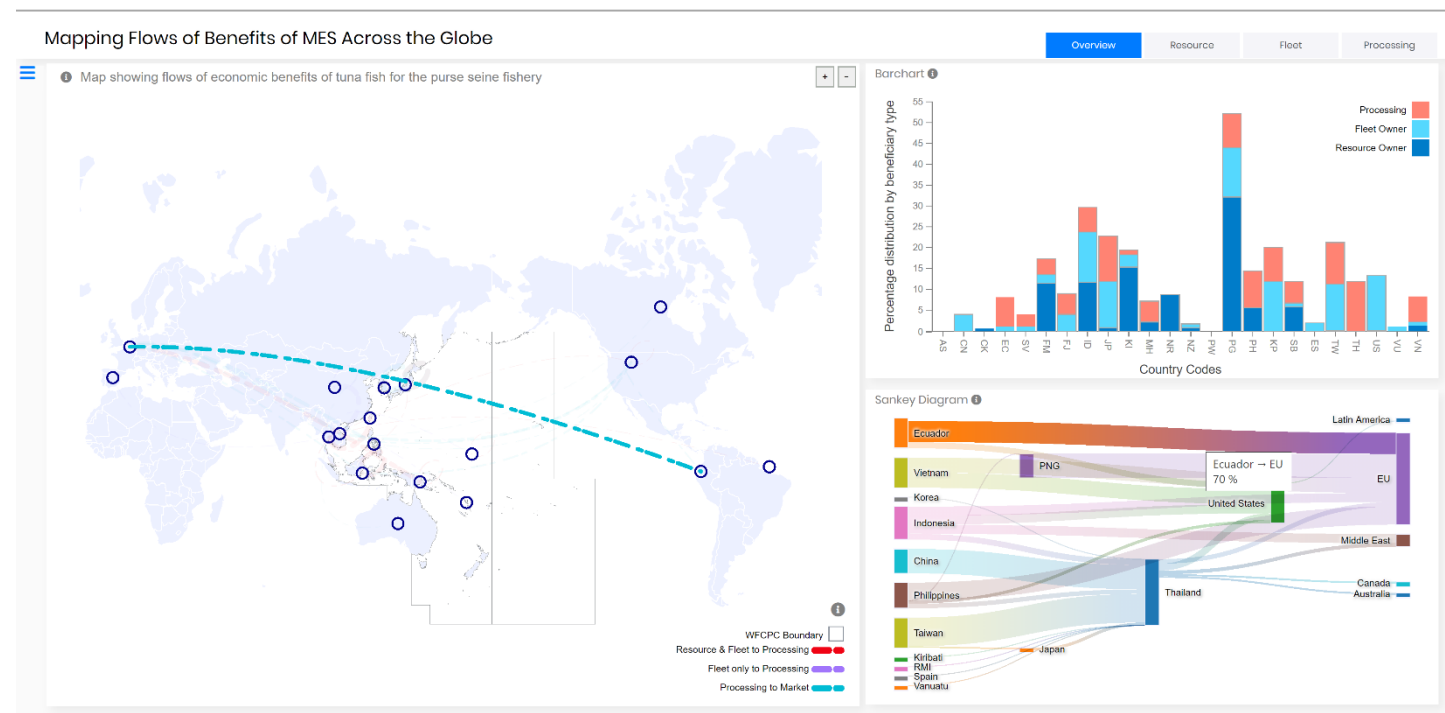 Mapping Flows of Benefits of MES Across the Globe
Overview
Resource
Fleet
Processing
Map showing flows of economic benefits of tuna fish for the purse seine fishery
+
-
WFCPC Boundary
Resource & Fleet to Processing
Fleet only to Processing
Processing to Market
Barchart
Percentage distribution by beneficiary type
55
50
45
40
35
30
25
20
15
10
5
0
Processing
Fleet Owner
Resource Owner
AS
CN
CK
EC
SV
FM
FJ
ID
JP
KI
MH
NR
NZ
PW
PG
PH
KP
SB
ES
TW
TH
US
VU
VN
Country Codes
Sankey Diagram
Latin America
Ecuador
PNG
Ecuador → EU
70 %
Vietnam
EU
Korea
United States
Indonesia
Middle East
China
Canada
Thailand
Australia
Philippines
Taiwan
Japan
Kiribati
RMI
Spain
Vanuatu